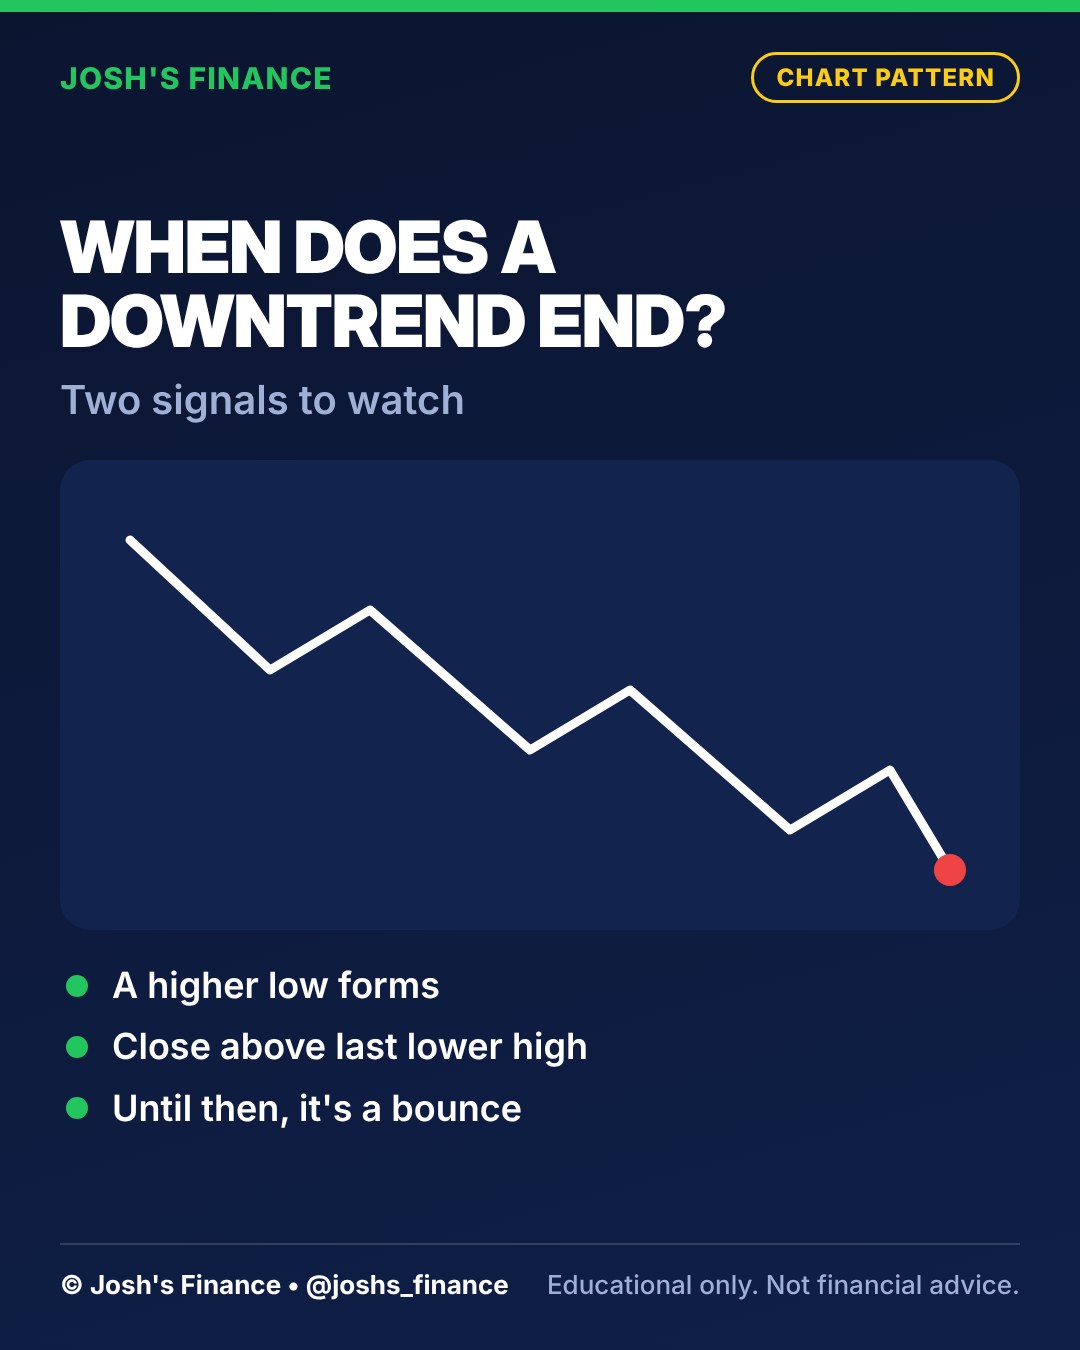 JOSH'S FINANCE
CHART PATTERN
WHEN DOES A
DOWNTREND END?
Two signals to watch
A higher low forms
Close above last lower high
Until then, it's a bounce
© Josh's Finance • @joshs_finance
Educational only. Not financial advice.